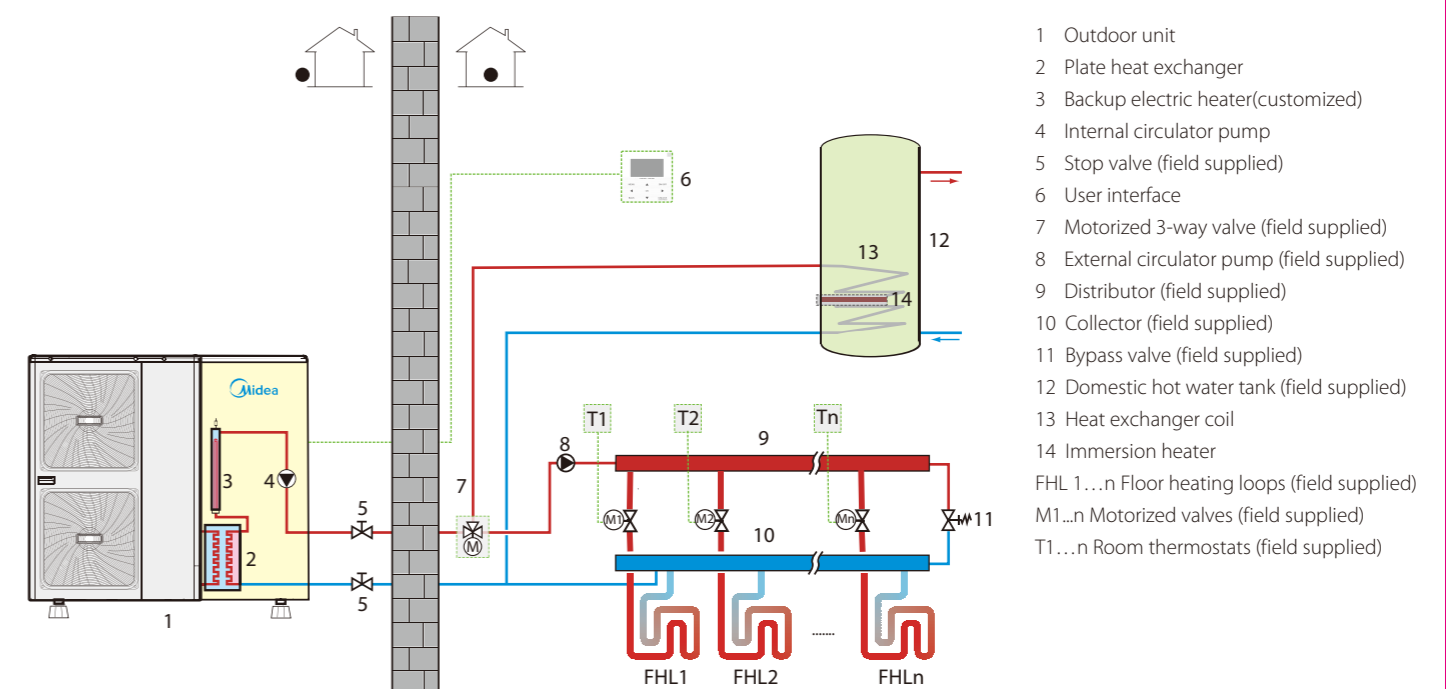 1 Outdoor unit
2 Plate heat exchanger
3 Backup electric heater(customized)
4 Internal circulator pump
5 Stop valve (field supplied)
6 User interface
7 Motorized 3-way valve (field supplied)
8 External circulator pump (field supplied)
9 Distributor (field supplied)
10 Collector (field supplied)
11 Bypass valve (field supplied)
12 Domestic hot water tank (field supplied)
13 Heat exchanger coil
14 Immersion heater
FHL 1…n Floor heating loops (field supplied)
M1...n Motorized valves (field supplied)
T1…n Room thermostats (field supplied)
6
12
13
14
Midea
T1
T2
Tn
9
8
3
4
7
5
M
M1
M2
Mn
11
10
2
5
1
.......
FHL1
FHL2
FHLn